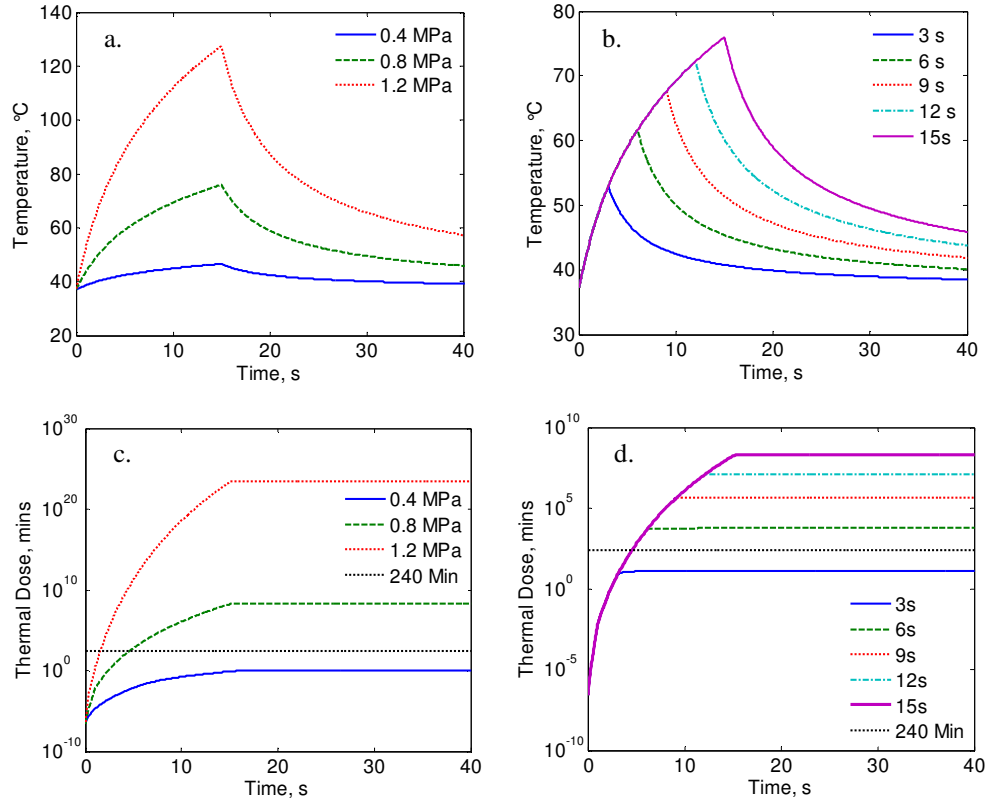 a.
0.4 MPa
0.8 MPa
1.2 MPa
140
120
100
80
60
40
20
Temperature, °C
0 10 20 30 40
Time, s
b.
3 s
6 s
9 s
12 s
15s
80
70
60
50
40
30
Temperature, °C
0 10 20 30 40
Time, s
c.
0.4 MPa
0.8 MPa
1.2 MPa
240 Min
10^30
10^20
10^10
10^0
10^-10
Thermal Dose, mins
0 10 20 30 40
Time, s
d.
3s
6s
9s
12s
15s
240 Min
10^10
10^5
10^0
10^-5
10^-10
Thermal Dose, mins
0 10 20 30 40
Time, s